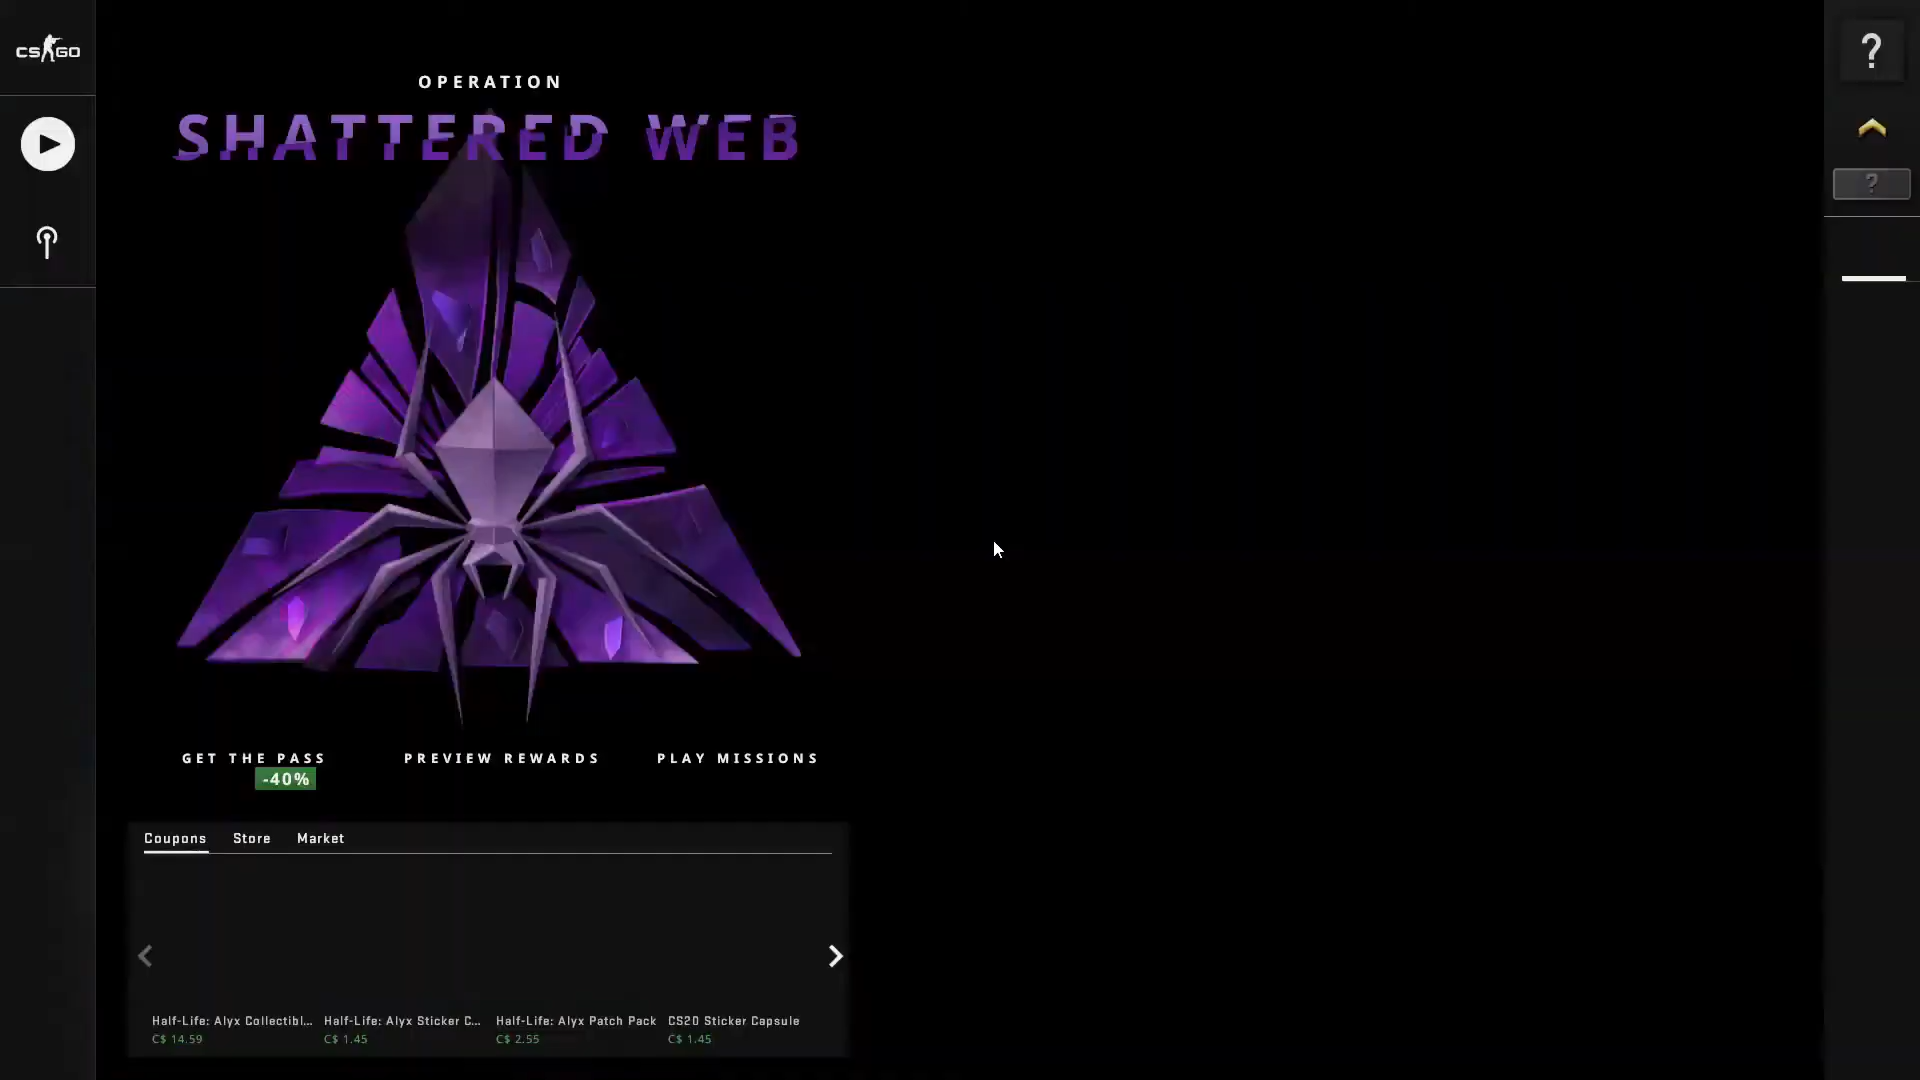 CS GO
OPERATION
SHATTERED WEB
GET THE PASS
-40%
PREVIEW REWARDS
PLAY MISSIONS
Coupons Store Market
Half-Life: Alyx Collectibl... Half-Life: Alyx Sticker C... Half-Life: Alyx Patch Pack CS20 Sticker Capsule
C$ 14.59 C$ 1.45 C$ 2.55 C$ 1.45
?
?